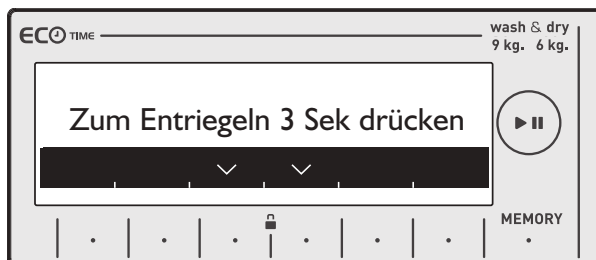 ECO TIME
wash & dry
9 kg. 6 kg.
Zum Entriegeln 3 Sek drücken
MEMORY